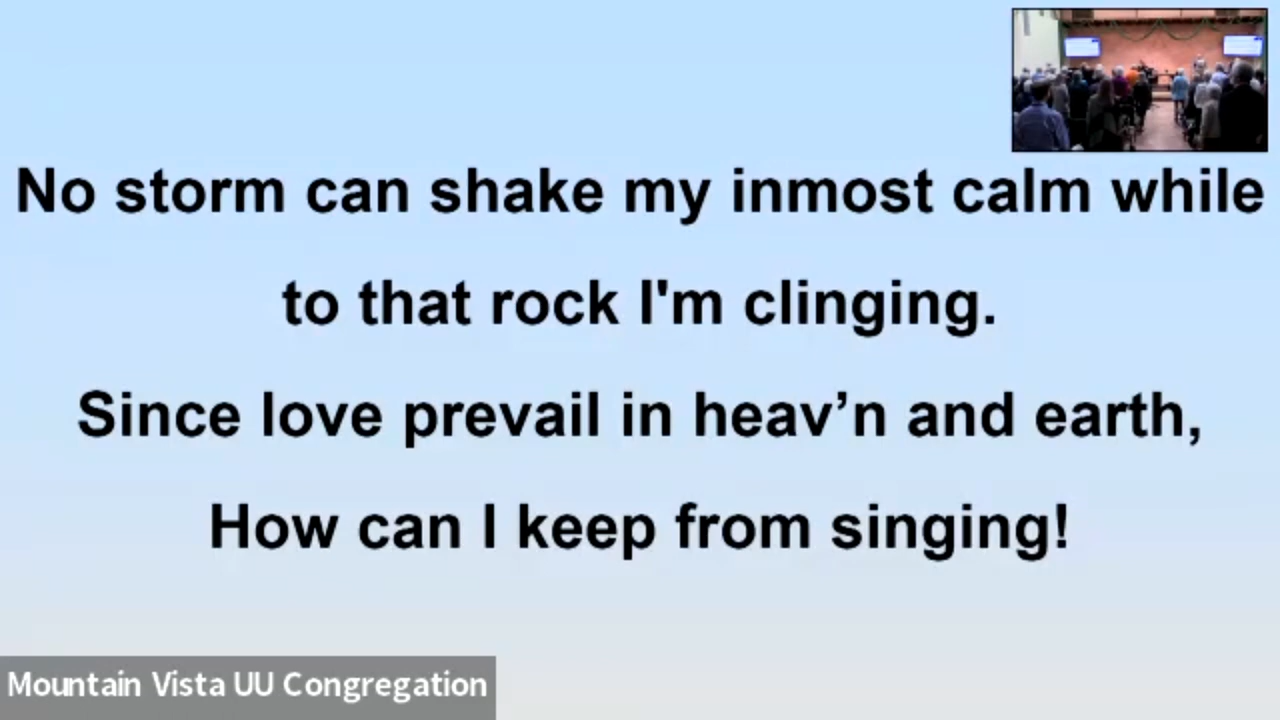 No storm can shake my inmost calm while
to that rock I'm clinging.
Since love prevail in heav’n and earth,
How can I keep from singing!
Mountain Vista UU Congregation